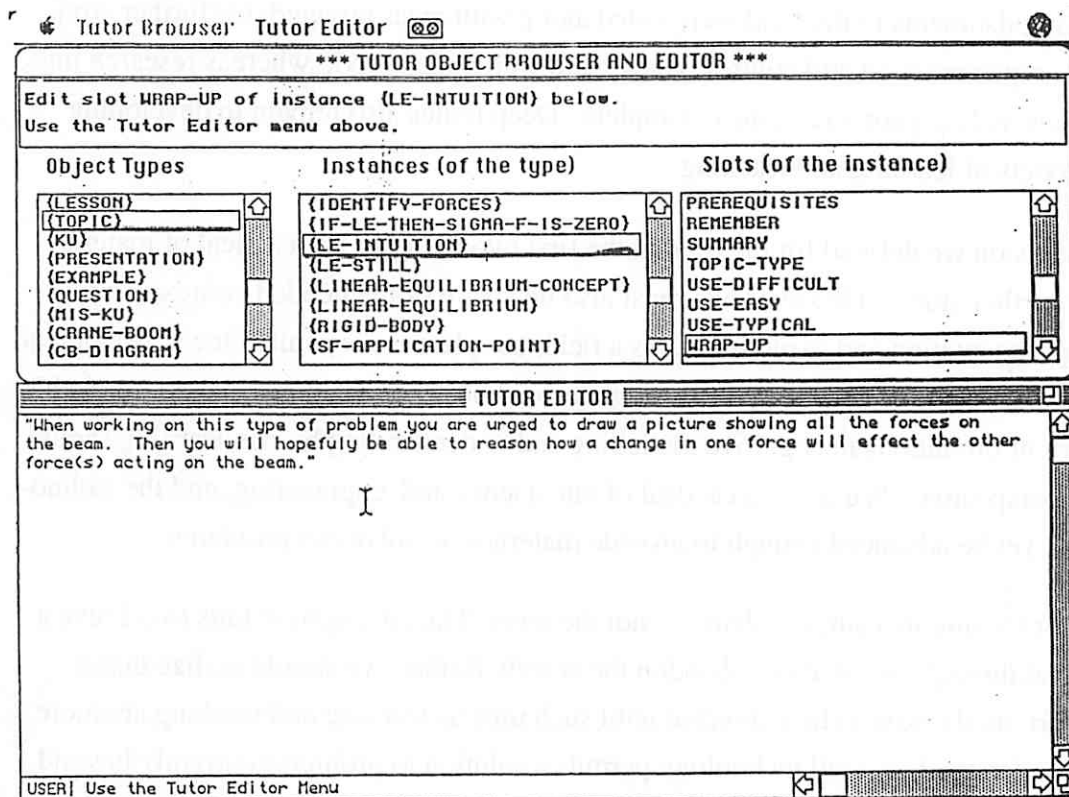 Tutor Browser Tutor Editor
*** TUTOR OBJECT BROWSER AND EDITOR ***
Edit slot WRAP-UP of instance {LE-INTUITION} below.
Use the Tutor Editor menu above.
Object Types
{LESSON}
{TOPIC}
{KU}
{PRESENTATION}
{EXAMPLE}
{QUESTION}
{MIS-KU}
{CRANE-BOOM}
{CB-DIAGRAM}
Instances (of the type)
{IDENTIFY-FORCES}
{IF-LE-THEN-SIGMA-F-IS-ZERO}
{LE-INTUITION}
{LE-STILL}
{LINEAR-EQUILIBRIUM-CONCEPT}
{LINEAR-EQUILIBRIUM}
{RIGID-BODY}
{SF-APPLICATION-POINT}
Slots (of the instance)
PREREQUISITES
REMEMBER
SUMMARY
TOPIC-TYPE
USE-DIFFICULT
USE-EASY
USE-TYPICAL
WRAP-UP
TUTOR EDITOR
"When working on this type of problem you are urged to draw a picture showing all the forces on
the beam. Then you will hopefuly be able to reason how a change in one force will effect the other
force(s) acting on the beam."
USER| Use the Tutor Editor Menu